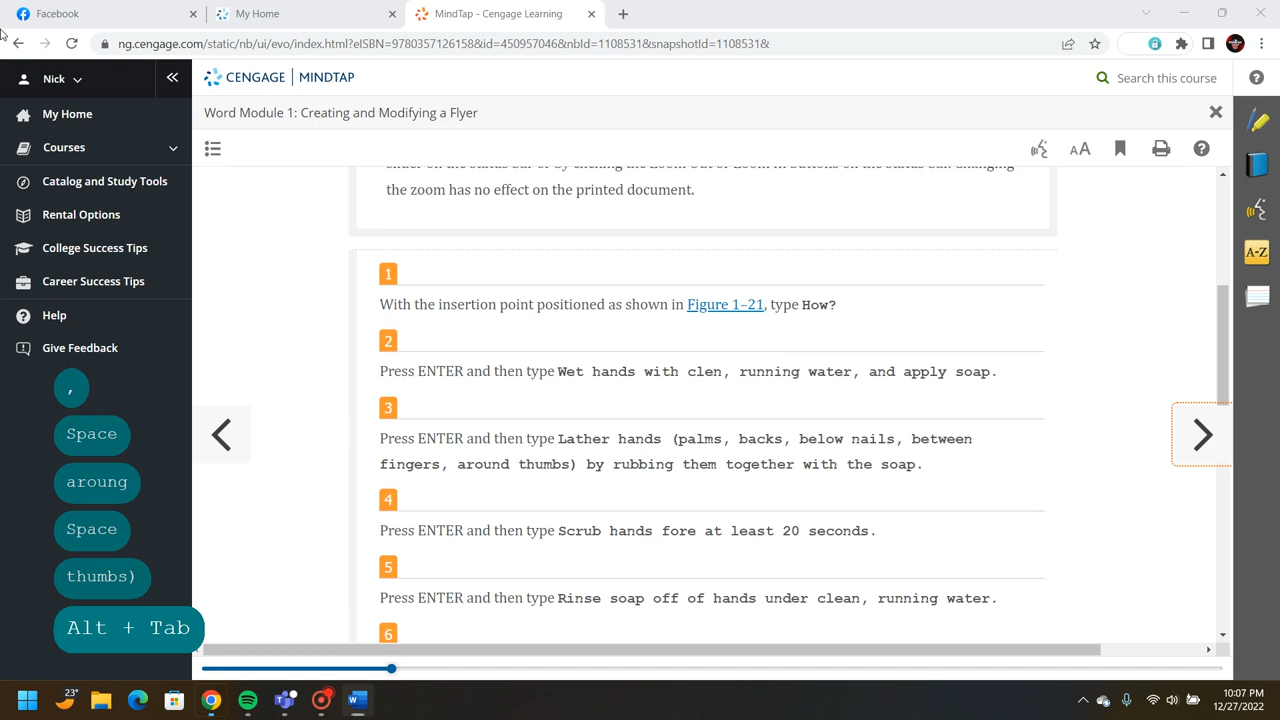 Facebook
My Home
MindTap - Cengage Learning
ng.cengage.com/static/nb/ui/evo/index.html?eISBN=9780357126158&id=450
Nick
CENGAGE | MINDTAP
Search this course
Word Module 1: Creating and Modifying a Flyer
My Home
Courses
Catalog and Study Tools
Rental Options
College Success Tips
Career Success Tips
Help
Give Feedback
,
Space
aroung
Space
thumbs)
Alt + Tab
AA
A-Z
the zoom has no effect on the printed document.
1
With the insertion point positioned as shown in Figure 1–21, type How?
2
Press ENTER and then type Wet hands with clen, running water, and apply soap.
3
Press ENTER and then type Lather hands (palms, backs, below nails, between
fingers, around thumbs) by rubbing them together with the soap.
4
Press ENTER and then type Scrub hands fore at least 20 seconds.
5
Press ENTER and then type Rinse soap off of hands under clean, running water.
6
23°
10:07 PM
12/27/2022